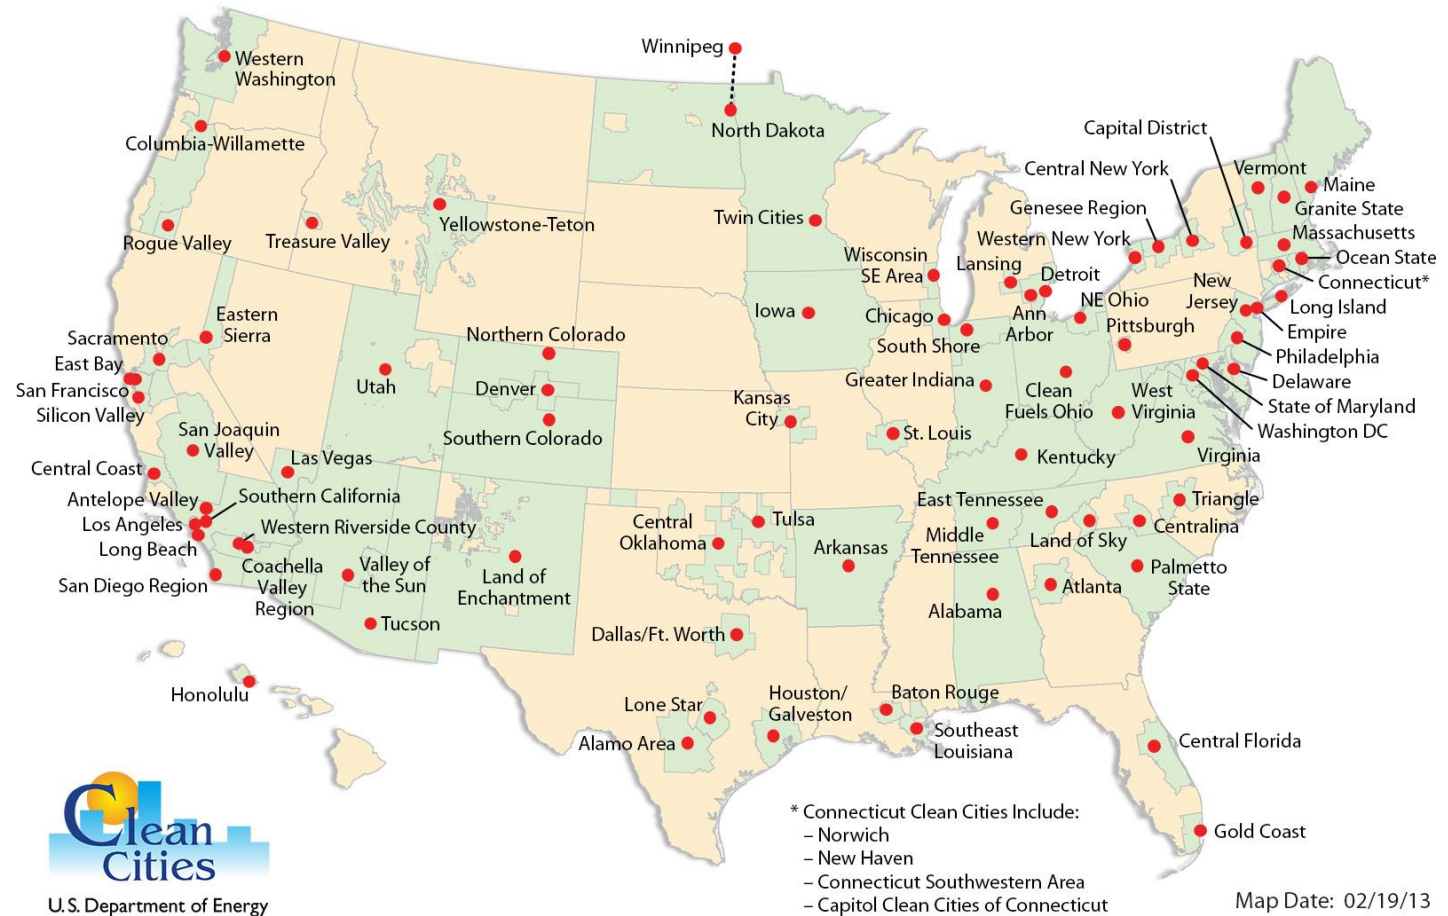 Winnipeg
North Dakota
Western
Washington
Columbia-Willamette
Rogue Valley
Treasure Valley
Yellowstone-Teton
Twin Cities
Iowa
Wisconsin
SE Area
Chicago
South Shore
Lansing
Detroit
Ann
Arbor
Capital District
Central New York
Genesee Region
Western New York
Vermont
Maine
Granite State
Massachusetts
Ocean State
Connecticut*
Long Island
New
Jersey
Empire
Philadelphia
Delaware
State of Maryland
Washington DC
NE Ohio
Pittsburgh
Greater Indiana
Clean
Fuels Ohio
West
Virginia
Virginia
Kentucky
Eastern
Sierra
Sacramento
East Bay
San Francisco
Silicon Valley
San Joaquin
Valley
Central Coast
Antelope Valley
Los Angeles
Long Beach
San Diego Region
Southern California
Western Riverside County
Coachella
Valley
Region
Las Vegas
Utah
Northern Colorado
Denver
Southern Colorado
Kansas
City
St. Louis
Valley of
the Sun
Tucson
Land of
Enchantment
Central
Oklahoma
Tulsa
Arkansas
East Tennessee
Middle
Tennessee
Land of Sky
Triangle
Centralina
Palmetto
State
Atlanta
Alabama
Dallas/Ft. Worth
Lone Star
Alamo Area
Houston/
Galveston
Baton Rouge
Southeast
Louisiana
Central Florida
Gold Coast
Honolulu
Clean
Cities
U.S. Department of Energy
* Connecticut Clean Cities Include:
– Norwich
– New Haven
– Connecticut Southwestern Area
– Capitol Clean Cities of Connecticut
Map Date: 02/19/13